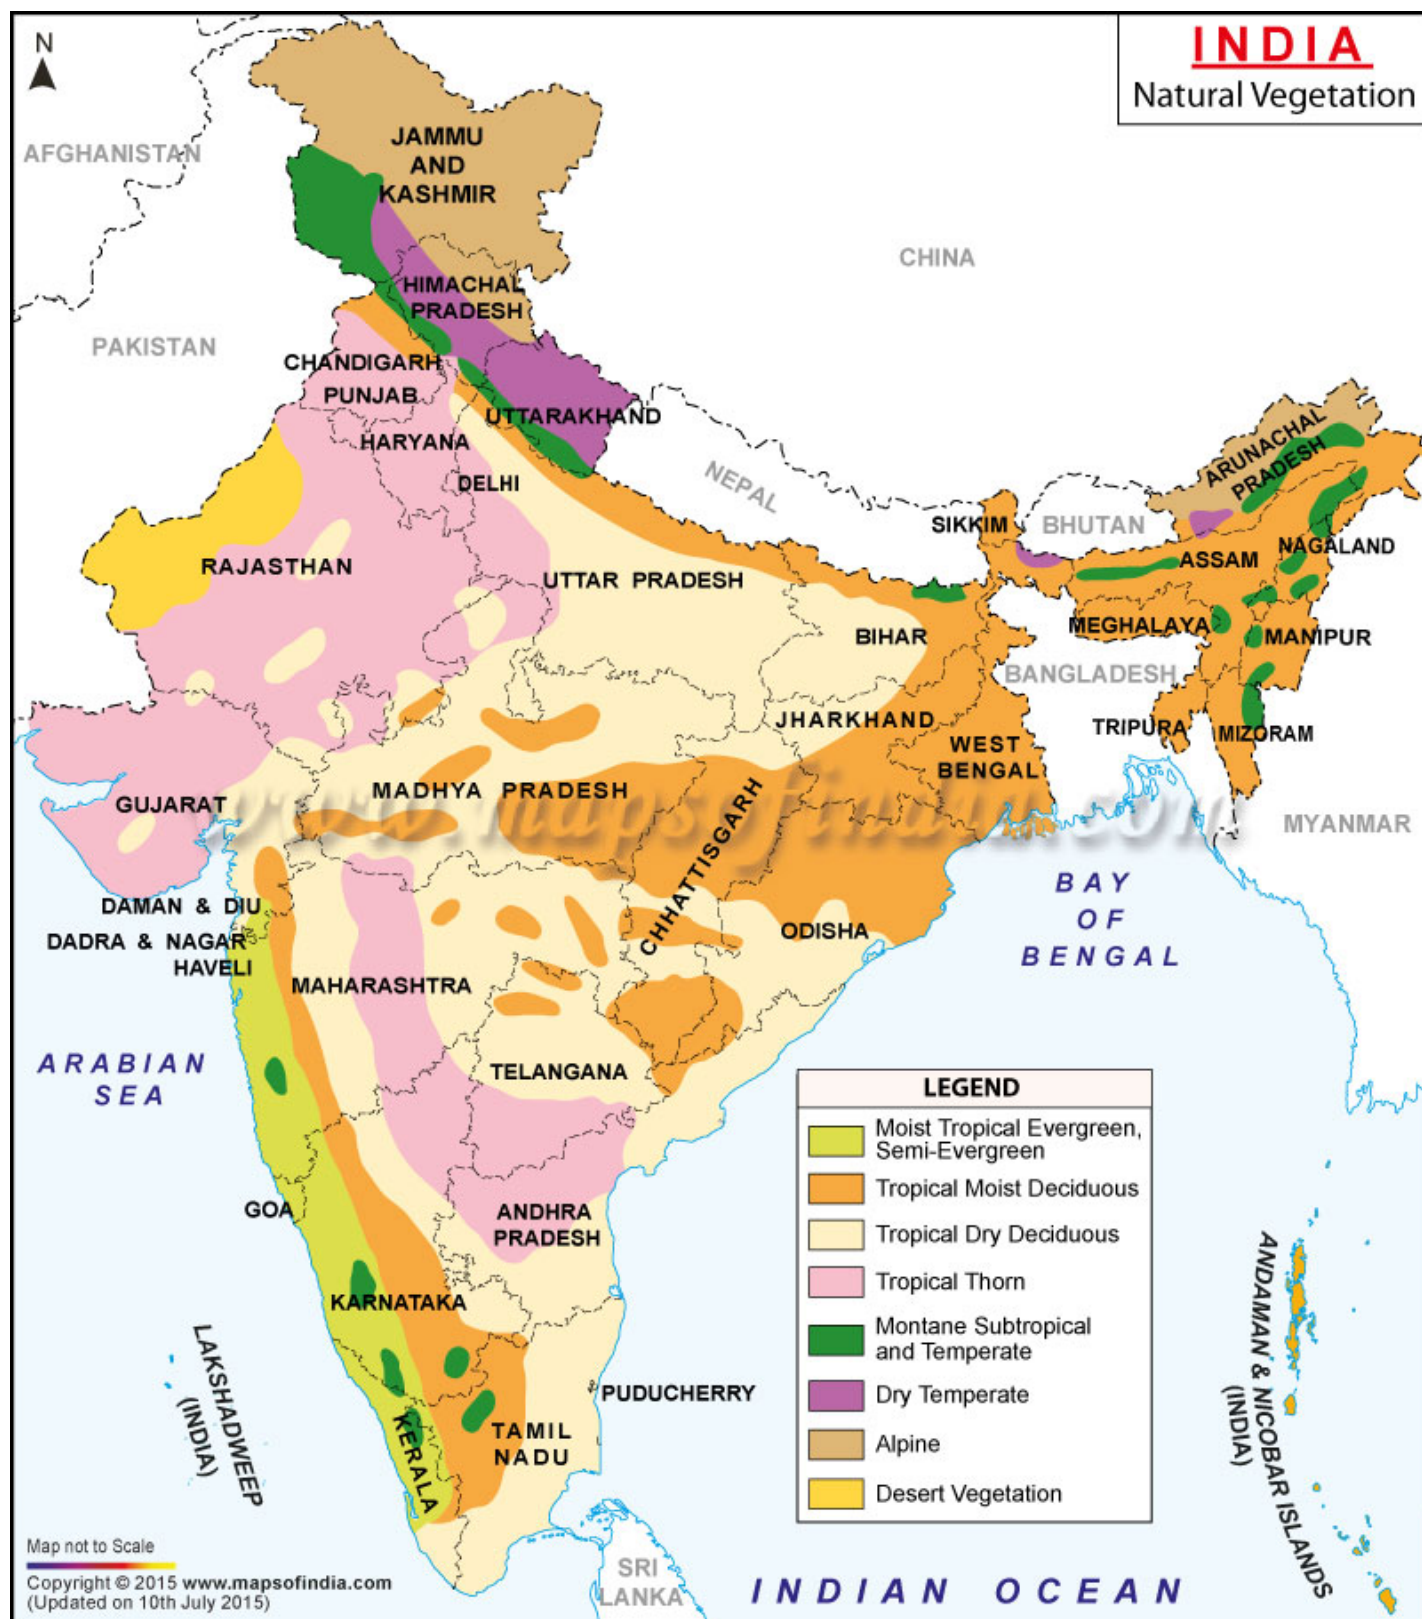 INDIA
Natural Vegetation
N
AFGHANISTAN
JAMMU
AND
KASHMIR
CHINA
HIMACHAL
PRADESH
PAKISTAN
CHANDIGARH
PUNJAB
UTTARAKHAND
HARYANA
DELHI
NEPAL
ARUNACHAL
PRADESH
SIKKIM
BHUTAN
NAGALAND
ASSAM
RAJASTHAN
UTTAR PRADESH
BIHAR
MEGHALAYA
MANIPUR
BANGLADESH
JHARKHAND
TRIPURA
MIZORAM
WEST
BENGAL
GUJARAT
MADHYA PRADESH
www.mapsofindia.com
CHHATTISGARH
MYANMAR
BAY
OF
BENGAL
DAMAN & DIU
ODISHA
DADRA & NAGAR
HAVELI
MAHARASHTRA
ARABIAN
SEA
TELANGANA
GOA
ANDHRA
PRADESH
KARNATAKA
LAKSHADWEEP
(INDIA)
PUDUCHERRY
KERALA
TAMIL
NADU
LEGEND
Moist Tropical Evergreen,
Semi-Evergreen
Tropical Moist Deciduous
Tropical Dry Deciduous
Tropical Thorn
Montane Subtropical
and Temperate
Dry Temperate
Alpine
Desert Vegetation
ANDAMAN & NICOBAR ISLANDS
(INDIA)
SRI
LANKA
INDIAN OCEAN
Map not to Scale
Copyright © 2015 www.mapsofindia.com
(Updated on 10th July 2015)